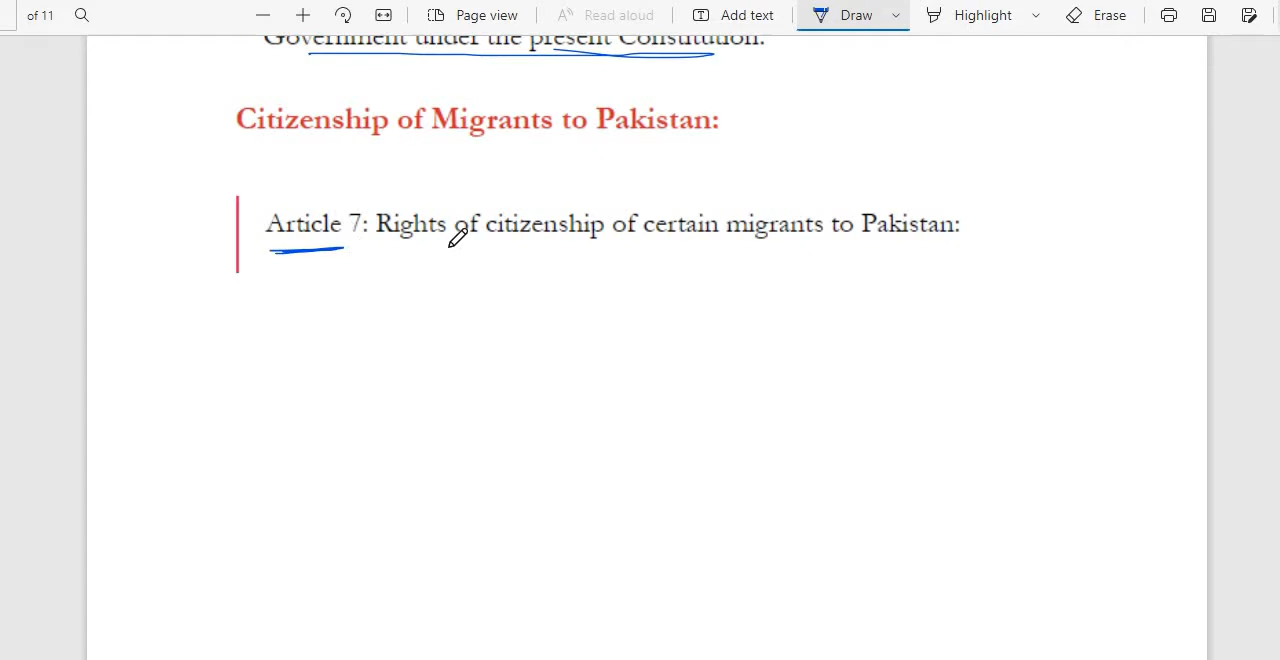 of 11 Page view Read aloud Add text Draw Highlight Erase
Government under the present Constitution.
Citizenship of Migrants to Pakistan:
Article 7: Rights of citizenship of certain migrants to Pakistan: